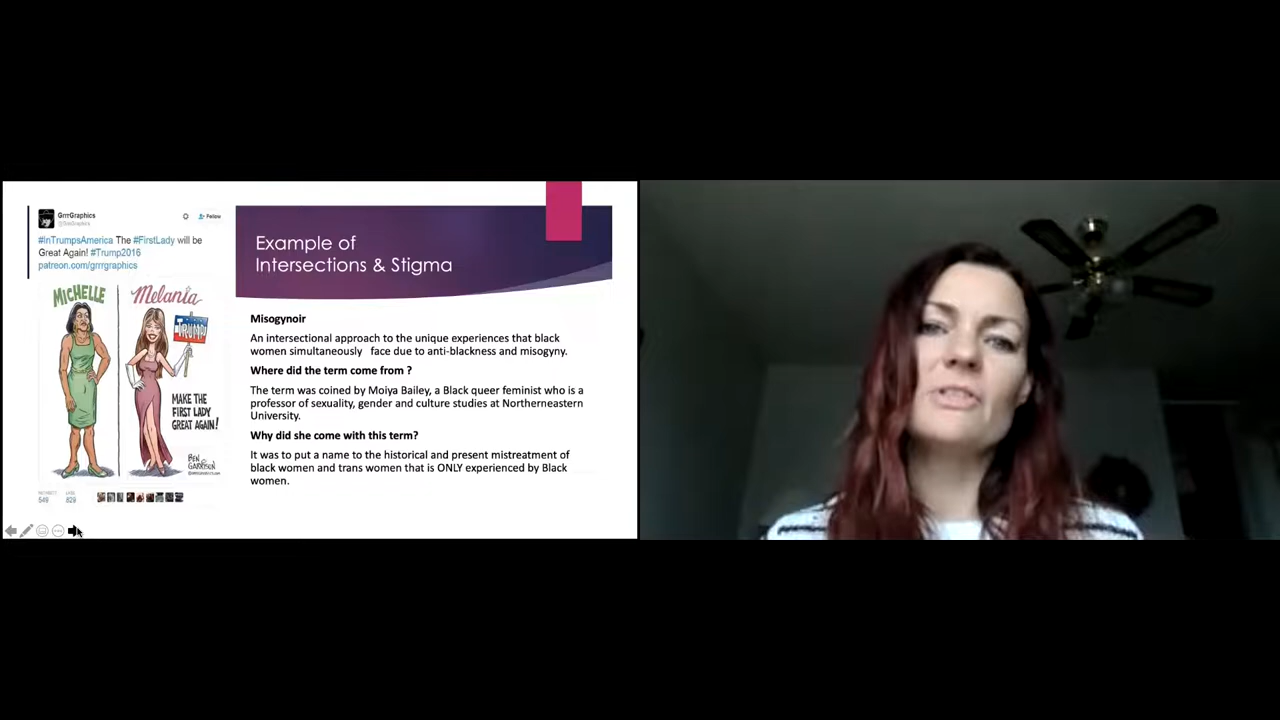 GrrrGraphics
Follow
#InTrumpsAmerica The #FirstLady will be
Great Again! #Trump2016
patreon.com/grrrgraphics
MICHELLE
Melania
TRUMP
MAKE THE
FIRST LADY
GREAT AGAIN!
BEN
GARRISON
549
829
Example of
Intersections & Stigma
Misogynoir
An intersectional approach to the unique experiences that black
women simultaneously face due to anti-blackness and misogyny.
Where did the term come from ?
The term was coined by Moiya Bailey, a Black queer feminist who is a
professor of sexuality, gender and culture studies at Northerneastern
University.
Why did she come with this term?
It was to put a name to the historical and present mistreatment of
black women and trans women that is ONLY experienced by Black
women.